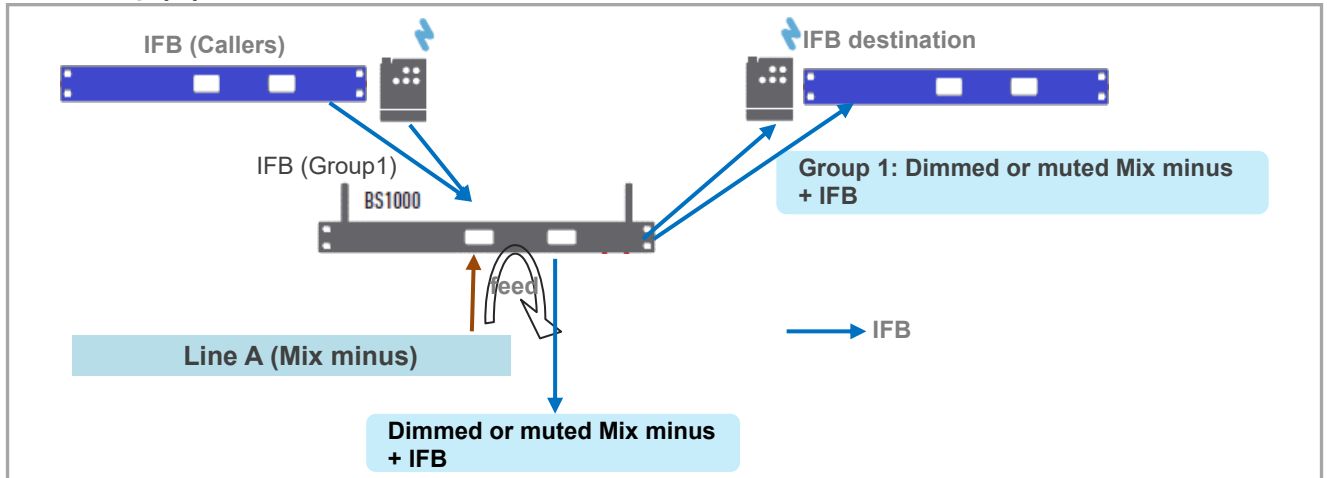 IFB (Callers)
IFB destination
IFB (Group1)
BS1000
Group 1: Dimmed or muted Mix minus
+ IFB
feed
IFB
Line A (Mix minus)
Dimmed or muted Mix minus
+ IFB